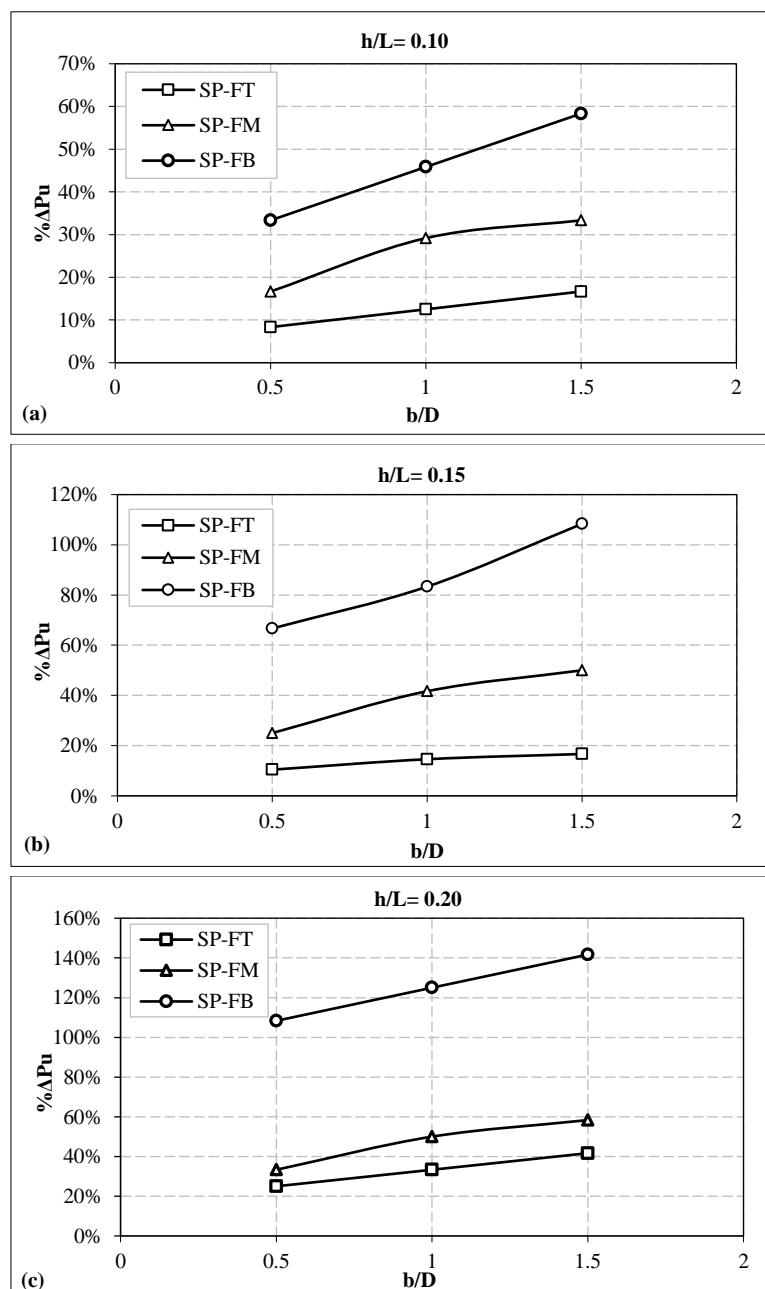 h/L= 0.10
70%
60%
50%
40%
30%
20%
10%
0%
%ΔPu
SP-FT
SP-FM
SP-FB
0 0.5 1 1.5 2
b/D
(a)
h/L= 0.15
120%
100%
80%
60%
40%
20%
0%
%ΔPu
SP-FT
SP-FM
SP-FB
0 0.5 1 1.5 2
b/D
(b)
h/L= 0.20
160%
140%
120%
100%
80%
60%
40%
20%
0%
%ΔPu
SP-FT
SP-FM
SP-FB
0 0.5 1 1.5 2
b/D
(c)